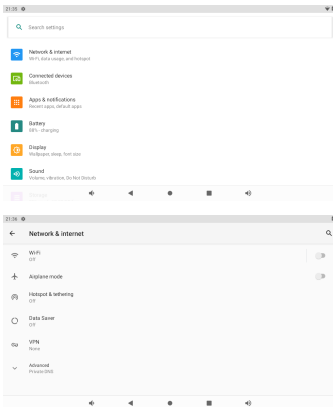 21:35
Search settings
Network & internet
Wi-Fi, data usage, and hotspot
Connected devices
Bluetooth
Apps & notifications
Recent apps, default apps
Battery
98% - charging
Display
Wallpaper, sleep, font size
Sound
Volume, vibration, Do Not Disturb
21:36
Network & internet
Wi-Fi
Off
Airplane mode
Hotspot & tethering
Off
Data Saver
Off
VPN
None
Advanced
Private DNS